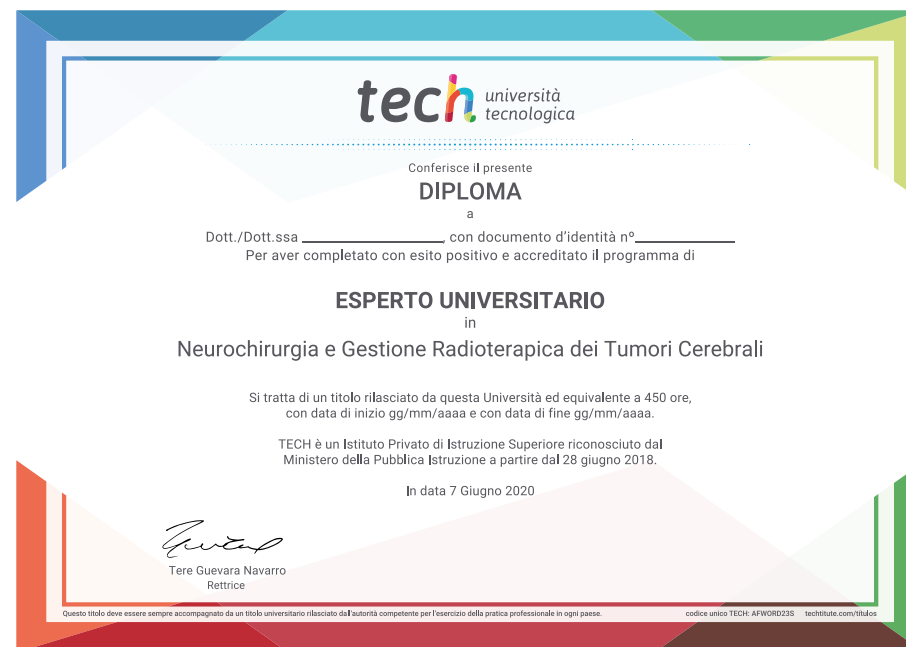 tech università
tecnologica
Conferisce il presente
DIPLOMA
a
Dott./Dott.ssa ________________, con documento d'identità nº____________
Per aver completato con esito positivo e accreditato il programma di
ESPERTO UNIVERSITARIO
in
Neurochirurgia e Gestione Radioterapica dei Tumori Cerebrali
Si tratta di un titolo rilasciato da questa Università ed equivalente a 450 ore,
con data di inizio gg/mm/aaaa e con data di fine gg/mm/aaaa.
TECH è un Istituto Privato di Istruzione Superiore riconosciuto dal
Ministero della Pubblica Istruzione a partire dal 28 giugno 2018.
In data 7 Giugno 2020
Tere Guevara Navarro
Rettrice
Questo titolo deve essere sempre accompagnato da un titolo universitario rilasciato dall'autorità competente per l'esercizio della pratica professionale in ogni paese. codice unico TECH: AFWORD23S techtitute.com/titulos